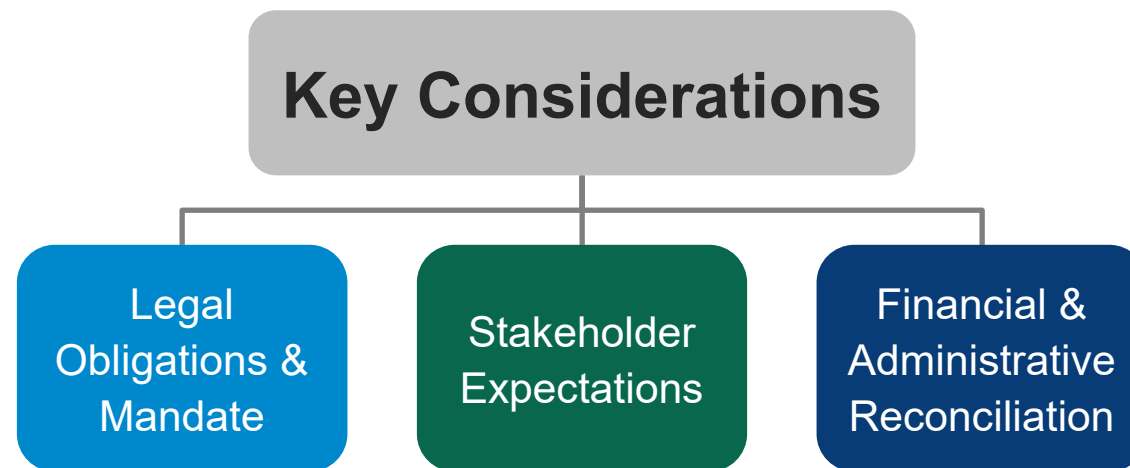 Key Considerations
Legal
Obligations &
Mandate
Stakeholder
Expectations
Financial &
Administrative
Reconciliation